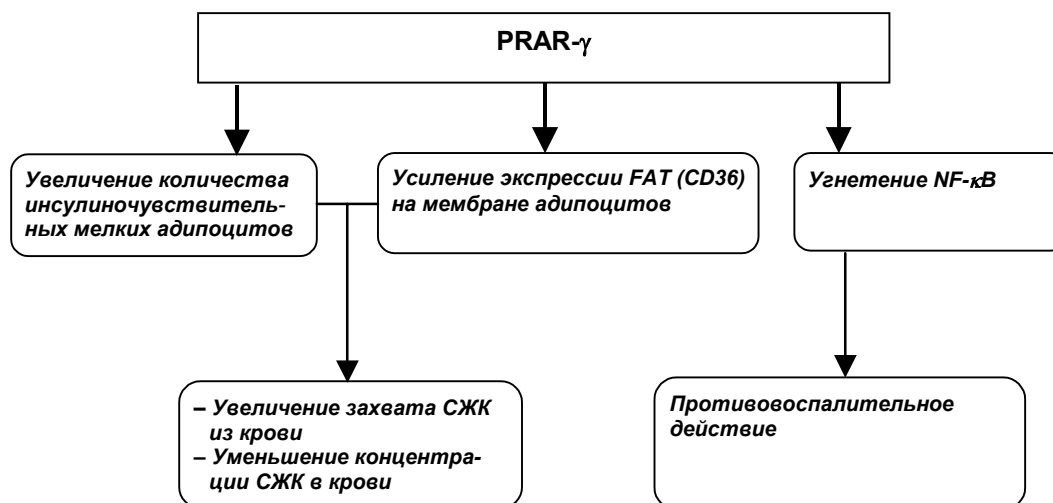 PRAR-γ
Увеличение количества
инсулиночувствитель-
ных мелких адипоцитов
Усиление экспрессии FAT (CD36)
на мембране адипоцитов
Угнетение NF-κB
– Увеличение захвата СЖК
из крови
– Уменьшение концентра-
ции СЖК в крови
Противовоспалительное
действие